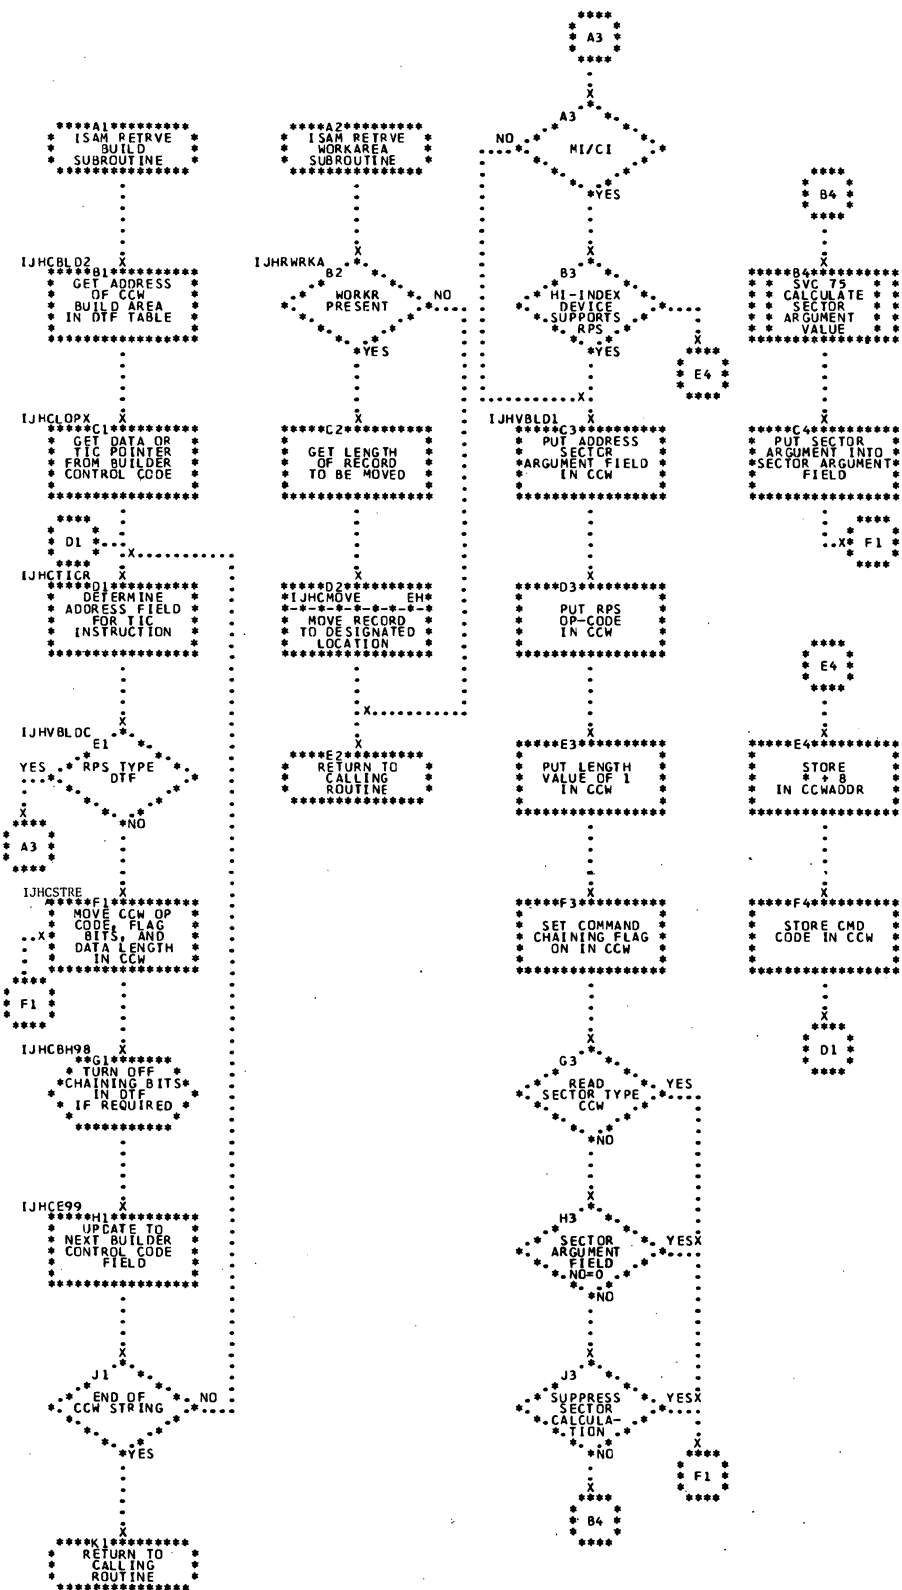 A3
A1
ISAM RETRVE
BUILD
SUBROUTINE
A2
ISAM RETRVE
WORKAREA
SUBROUTINE
A3
NO
MI/CI
YES
B4
IJHCBLD2
B1
GET ADDRESS
OF CCW
BUILD AREA
IN DTF TABLE
IJHRWRKA
B2
WORKR
PRESENT
NO
YES
B3
HI-INDEX
DEVICE
SUPPORTS
RPS
YES
E4
B4
SVC 75
CALCULATE
SECTOR
ARGUMENT
VALUE
IJHCLOPX
C1
GET DATA OR
TIC POINTER
FROM BUILDER
CONTROL CODE
C2
GET LENGTH
OF RECORD
TO BE MOVED
IJHVBLD1
C3
PUT ADDRESS
SECTOR
ARGUMENT FIELD
IN CCW
C4
PUT SECTOR
ARGUMENT INTO
SECTOR ARGUMENT
FIELD
F1
D1
IJHCTICR
D1
DETERMINE
ADDRESS FIELD
FOR TIC
INSTRUCTION
D2
IJHCMOVE EH
MOVE RECORD
TO DESIGNATED
LOCATION
D3
PUT RPS
OP-CODE
IN CCW
E4
IJHVBLDC
E1
YES
RPS TYPE
DTF
NO
A3
E2
RETURN TO
CALLING
ROUTINE
E3
PUT LENGTH
VALUE OF 1
IN CCW
E4
STORE
* + 8
IN CCWADDR
IJHCSTRE
F1
MOVE CCW OP
CODE, FLAG
BITS, AND
DATA LENGTH
IN CCW
F1
F3
SET COMMAND
CHAINING FLAG
ON IN CCW
F4
STORE CMD
CODE IN CCW
D1
IJHCBH98
G1
TURN OFF
CHAINING BITS
IN DTF
IF REQUIRED
G3
READ
SECTOR TYPE
CCW
YES
NO
IJHCE99
H1
UPDATE TO
NEXT BUILDER
CONTROL CODE
FIELD
H3
SECTOR
ARGUMENT
FIELD
NO=0
YES
NO
J1
END OF
CCW STRING
NO
YES
J3
SUPPRESS
SECTOR
CALCULA-
TION
YES
NO
F1
B4
K1
RETURN TO
CALLING
ROUTINE